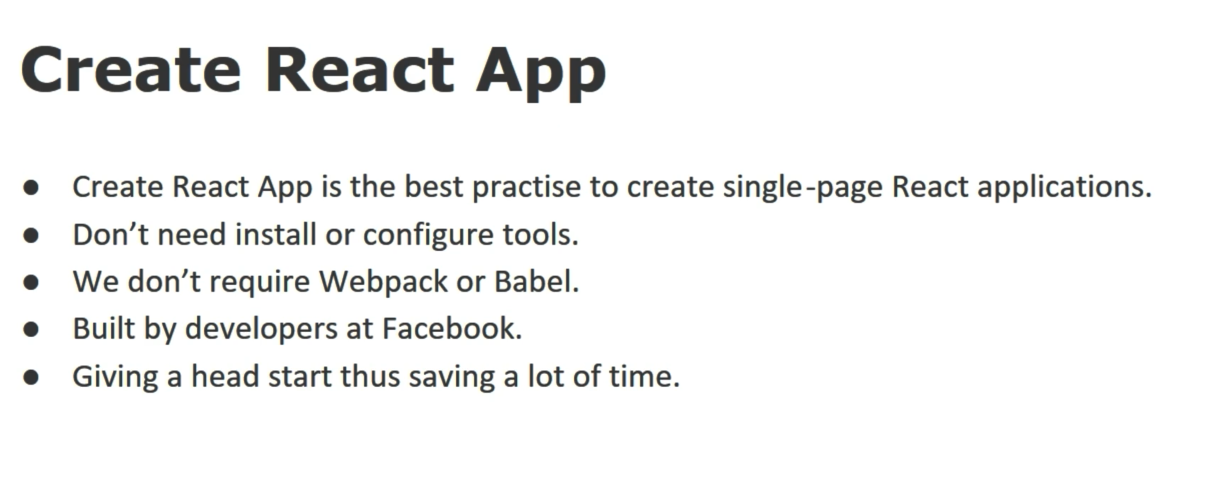 Create React App
● Create React App is the best practise to create single-page React applications.
● Don’t need install or configure tools.
● We don’t require Webpack or Babel.
● Built by developers at Facebook.
● Giving a head start thus saving a lot of time.